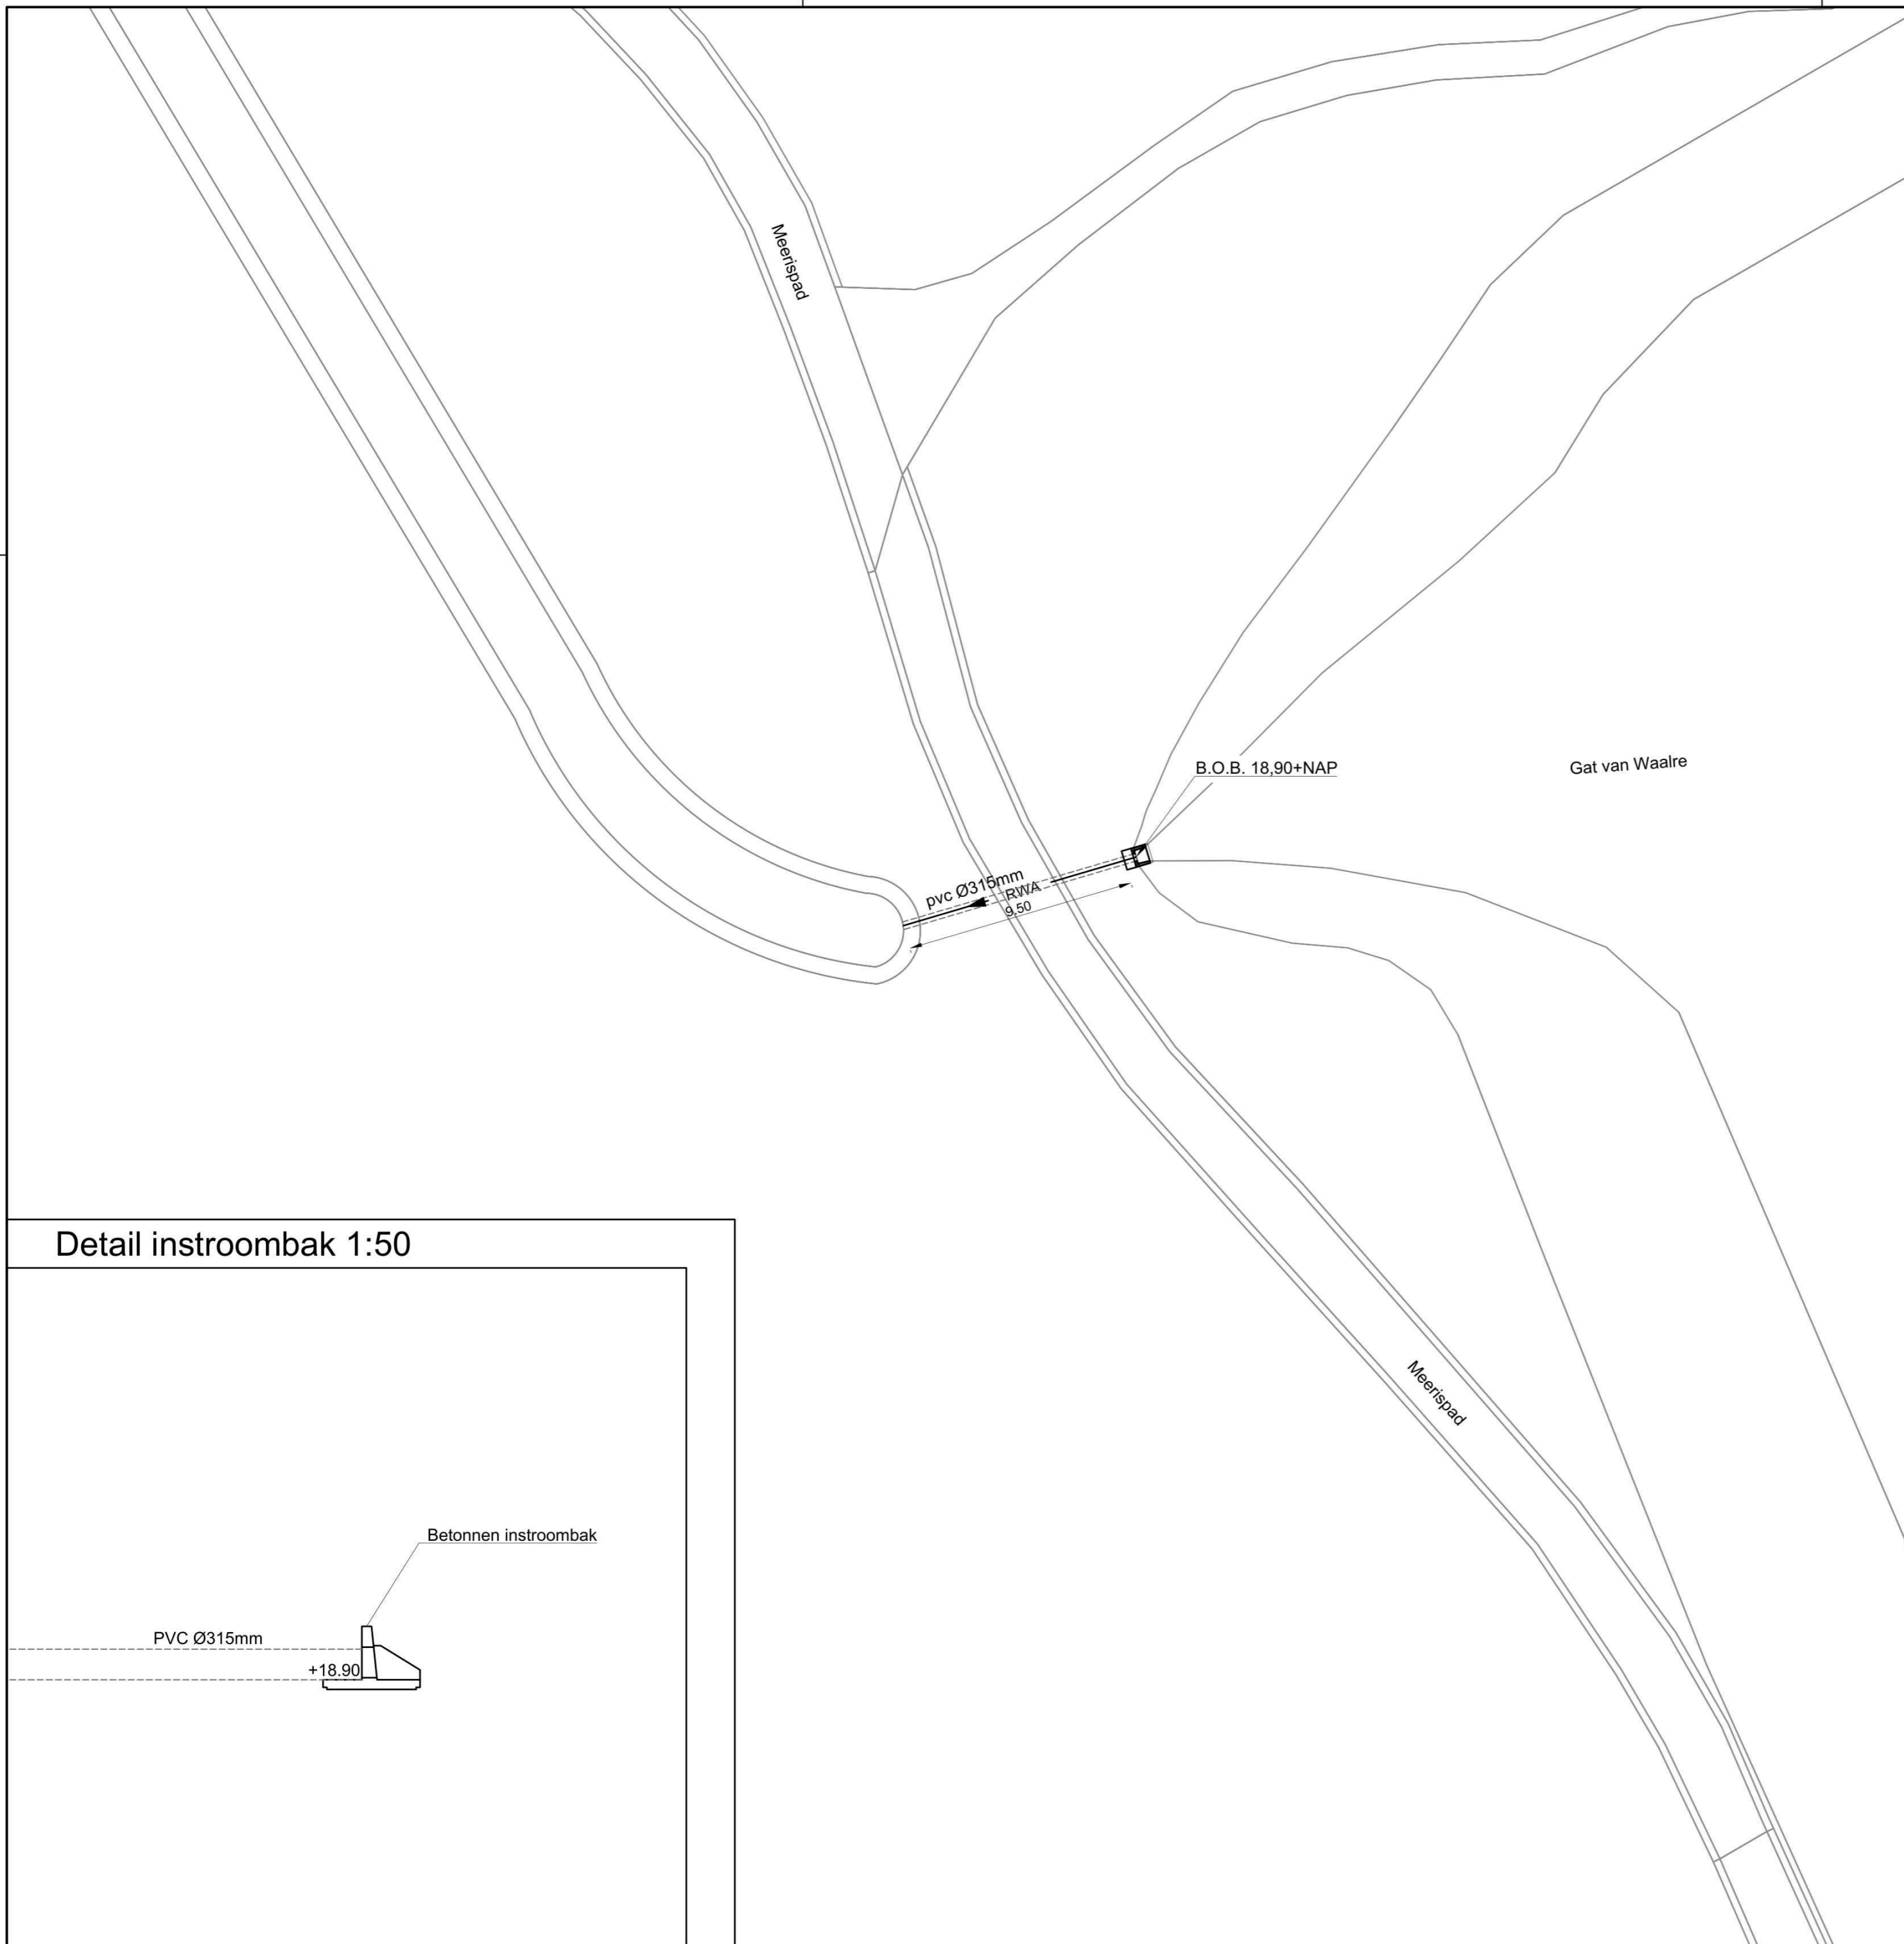 Meerispad
B.O.B. 18,90+NAP
Gat van Waalre
pvc Ø315mm
RWA
9,50
Detail instroombak 1:50
Meerispad
Betonnen instroombak
PVC Ø315mm
+18.90